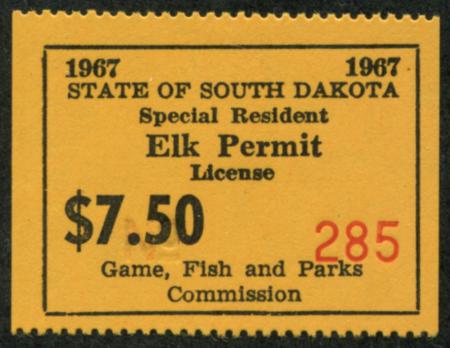 1967 1967
STATE OF SOUTH DAKOTA
Special Resident
Elk Permit
License
$7.50
285
Game, Fish and Parks
Commission